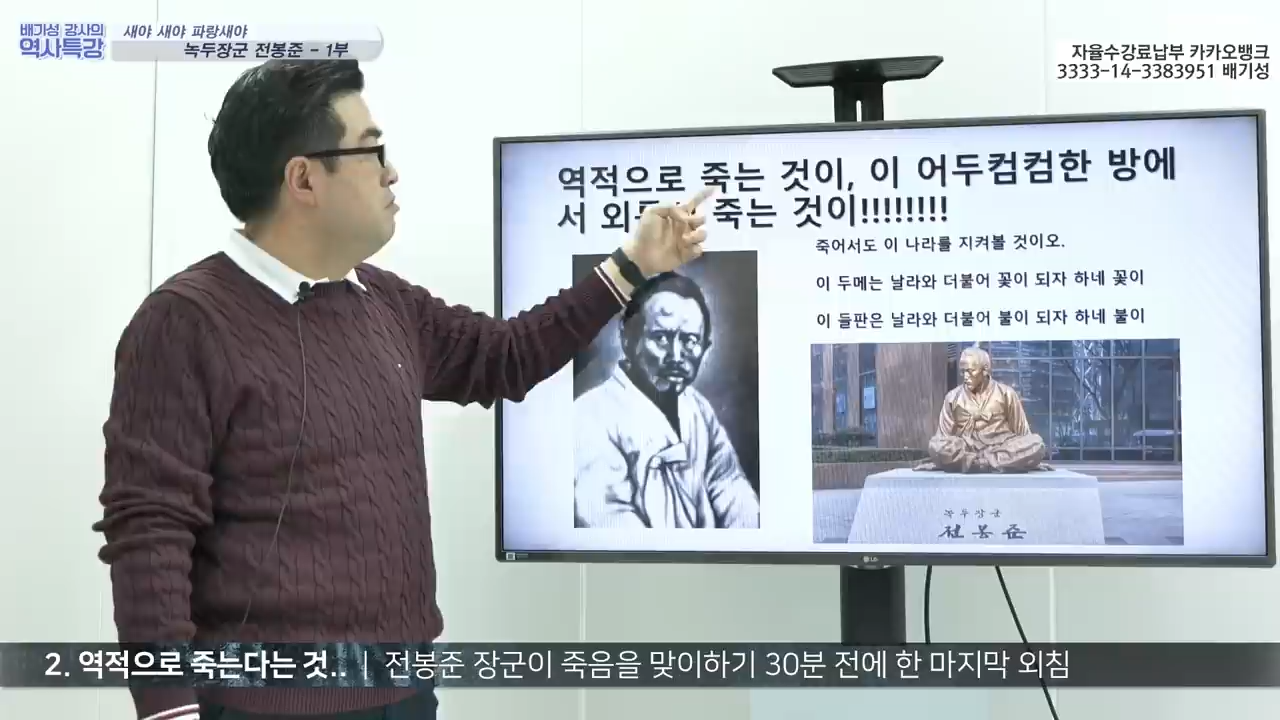 배기성 강사의
역사특강
새야 새야 파랑새야
녹두장군 전봉준 - 1부
자율수강료납부 카카오뱅크
3333-14-3383951 배기성
역적으로 죽는 것이, 이 어두컴컴한 방에
서 죽는 것이!!!!!!!!
죽어서도 이 나라를 지켜볼 것이오.
이 두메는 날라와 더불어 꽃이 되자 하네 꽃이
이 들판은 날라와 더불어 불이 되자 하네 불이
녹두장군
전봉준
LG
2. 역적으로 죽는다는 것.. | 전봉준 장군이 죽음을 맞이하기 30분 전에 한 마지막 외침